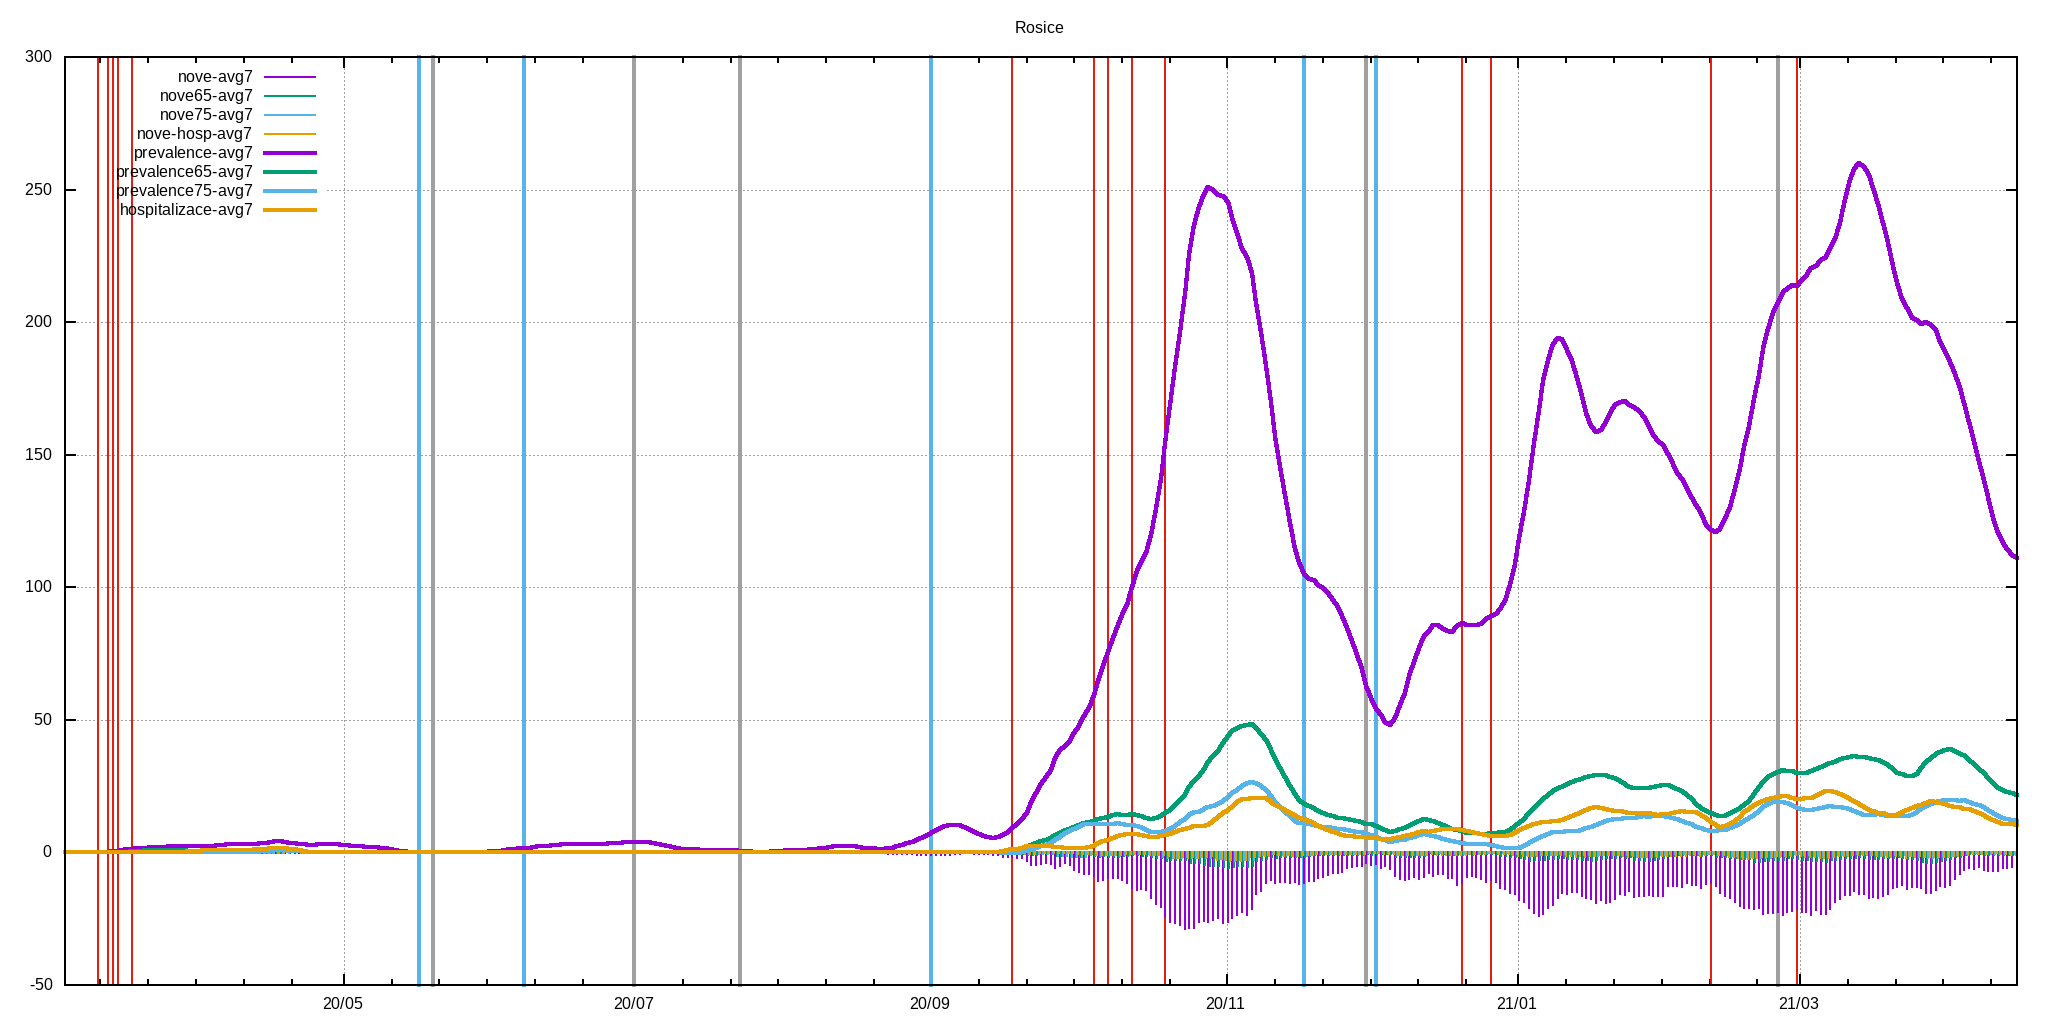 Rosice
300
250
200
150
100
50
0
-50
nove-avg7
nove65-avg7
nove75-avg7
nove-hosp-avg7
prevalence-avg7
prevalence65-avg7
prevalence75-avg7
hospitalizace-avg7
20/05 20/07 20/09 20/11 21/01 21/03